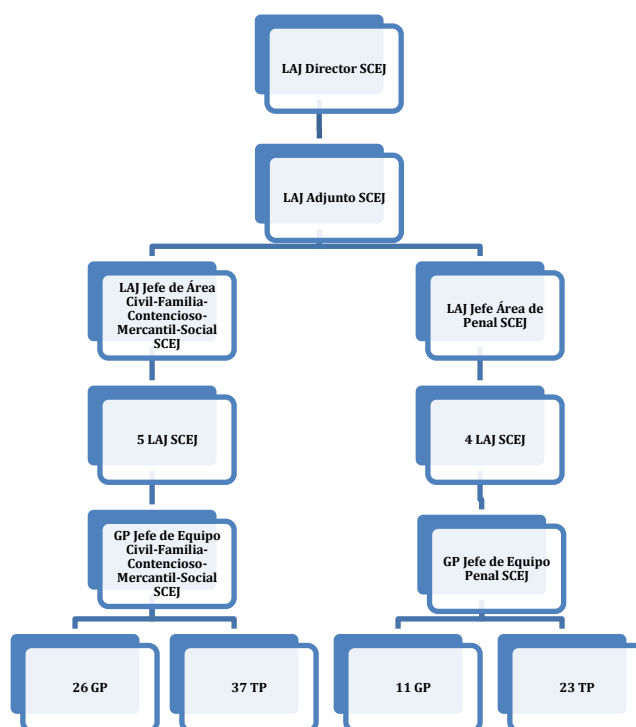 LAJ Director SCEJ
LAJ Adjunto SCEJ
LAJ Jefe de Área
Civil-Familia-
Contencioso-
Mercantil-Social
SCEJ
LAJ Jefe Área de
Penal SCEJ
5 LAJ SCEJ
4 LAJ SCEJ
GP Jefe de Equipo
Civil-Familia-
Contencioso-
Mercantil-Social
SCEJ
GP Jefe de Equipo
Penal SCEJ
26 GP
37 TP
11 GP
23 TP